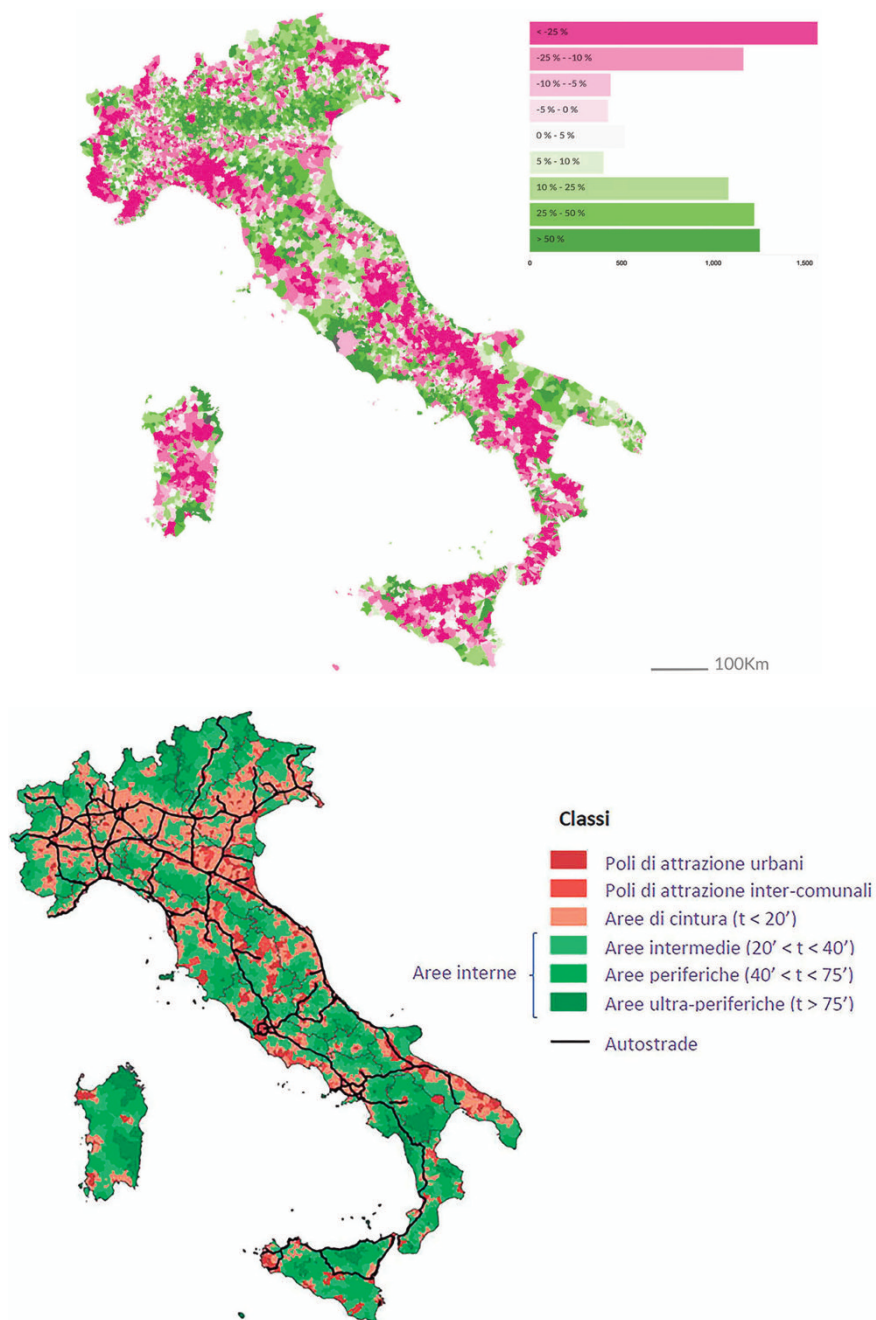 < -25 %
-25 % - -10 %
-10 % - -5%
-5 % - 0 %
0 % - 5 %
5 % - 10 %
10 % - 25 %
25 % - 50 %
> 50 %
0 500 1,000 1,500
100Km
Classi
Poli di attrazione urbani
Poli di attrazione inter-comunali
Aree di cintura (t < 20')
Aree interne
Aree intermedie (20' < t < 40')
Aree periferiche (40' < t < 75')
Aree ultra-periferiche (t > 75')
Autostrade